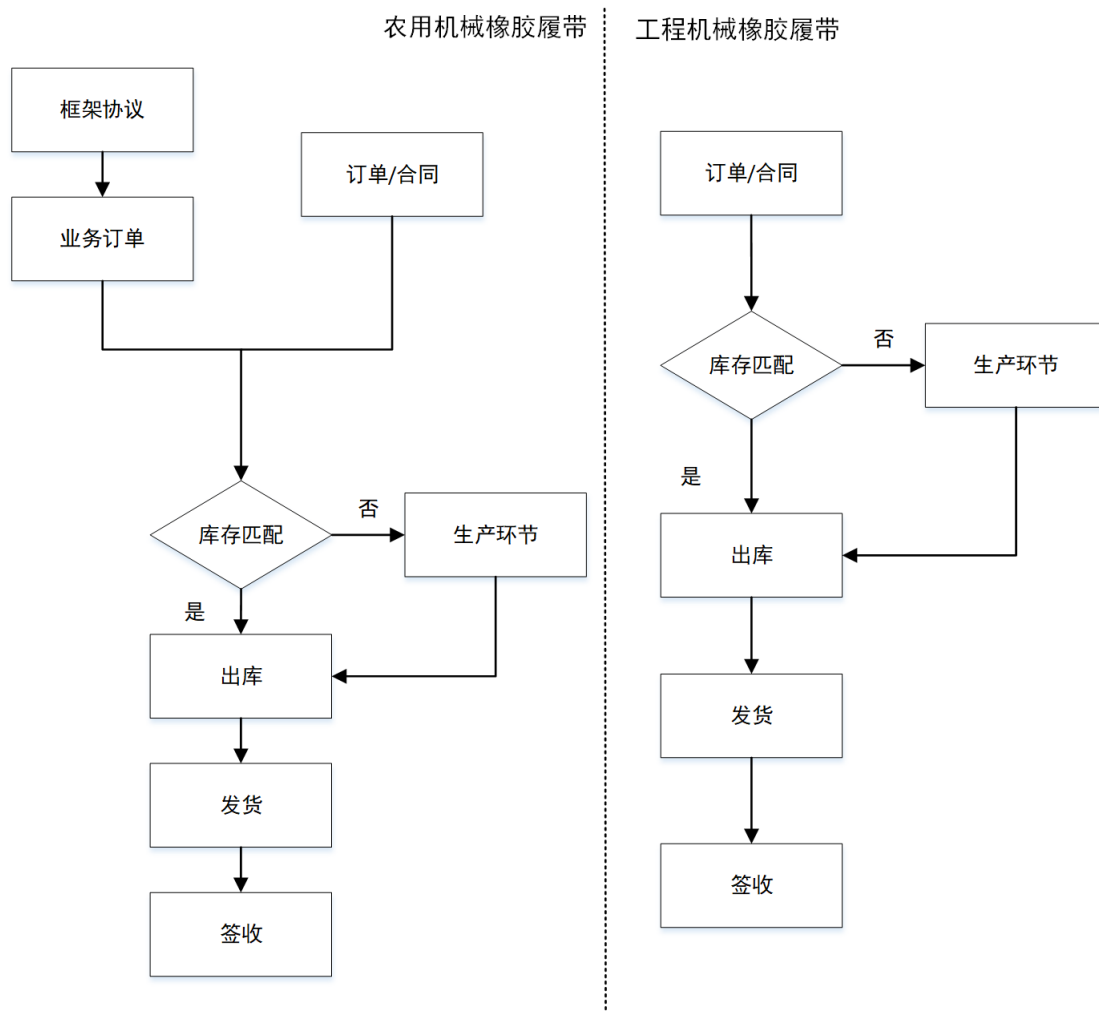 农用机械橡胶履带
框架协议
订单/合同
业务订单
库存匹配
否
生产环节
是
出库
发货
签收
工程机械橡胶履带
订单/合同
库存匹配
否
生产环节
是
出库
发货
签收